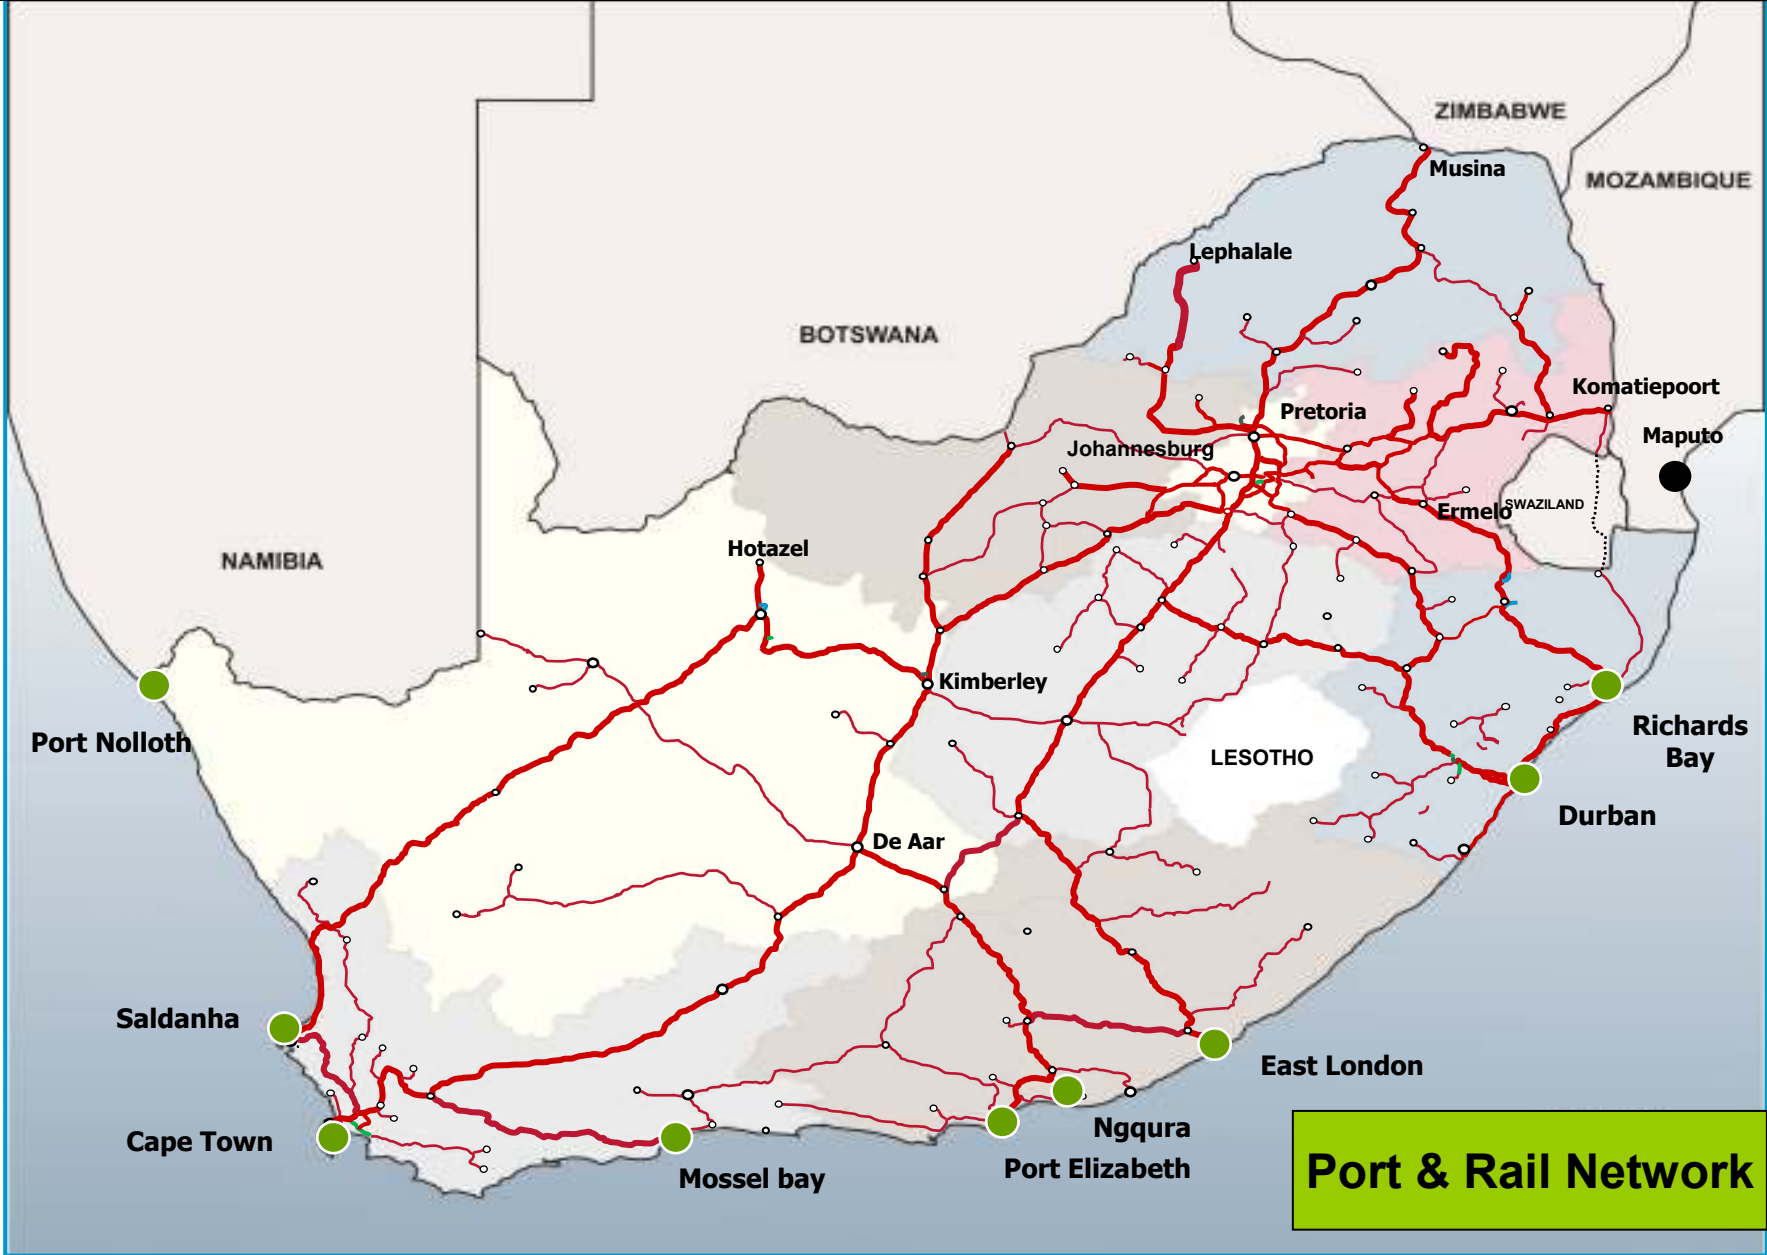 ZIMBABWE
Musina
MOZAMBIQUE
Lephalale
BOTSWANA
Komatiepoort
Pretoria
Maputo
Johannesburg
Ermelo
SWAZILAND
Hotazel
NAMIBIA
Kimberley
Port Nolloth
Richards
Bay
LESOTHO
Durban
De Aar
Saldanha
East London
Ngqura
Cape Town
Port Elizabeth
Mossel bay
Port & Rail Network